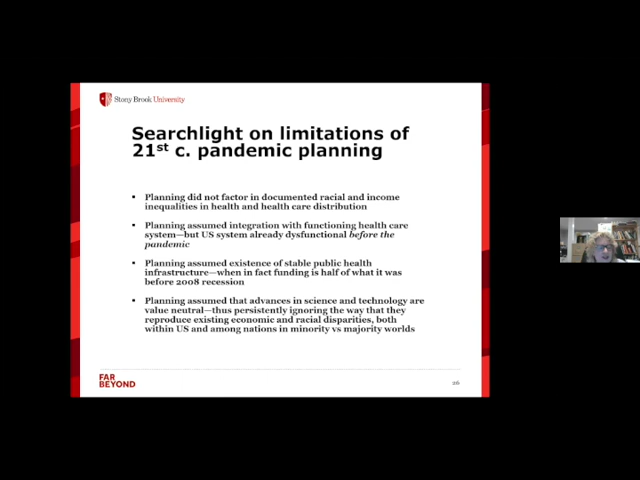 Stony Brook University
Searchlight on limitations of
21st c. pandemic planning
▪ Planning did not factor in documented racial and income
inequalities in health and health care distribution
▪ Planning assumed integration with functioning health care
system—but US system already dysfunctional before the
pandemic
▪ Planning assumed existence of stable public health
infrastructure—when in fact funding is half of what it was
before 2008 recession
▪ Planning assumed that advances in science and technology are
value neutral—thus persistently ignoring the way that they
reproduce existing economic and racial disparities, both
within US and among nations in minority vs majority worlds
FAR
BEYOND
26